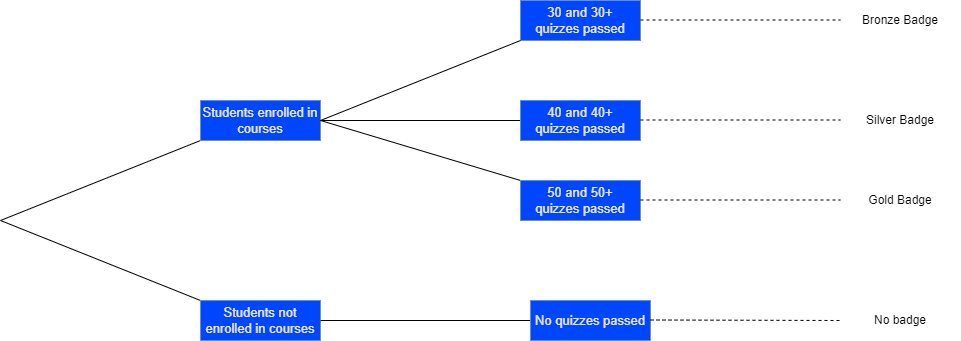 30 and 30+
quizzes passed
Bronze Badge
Students enrolled in
courses
40 and 40+
quizzes passed
Silver Badge
50 and 50+
quizzes passed
Gold Badge
Students not
enrolled in courses
No quizzes passed
No badge